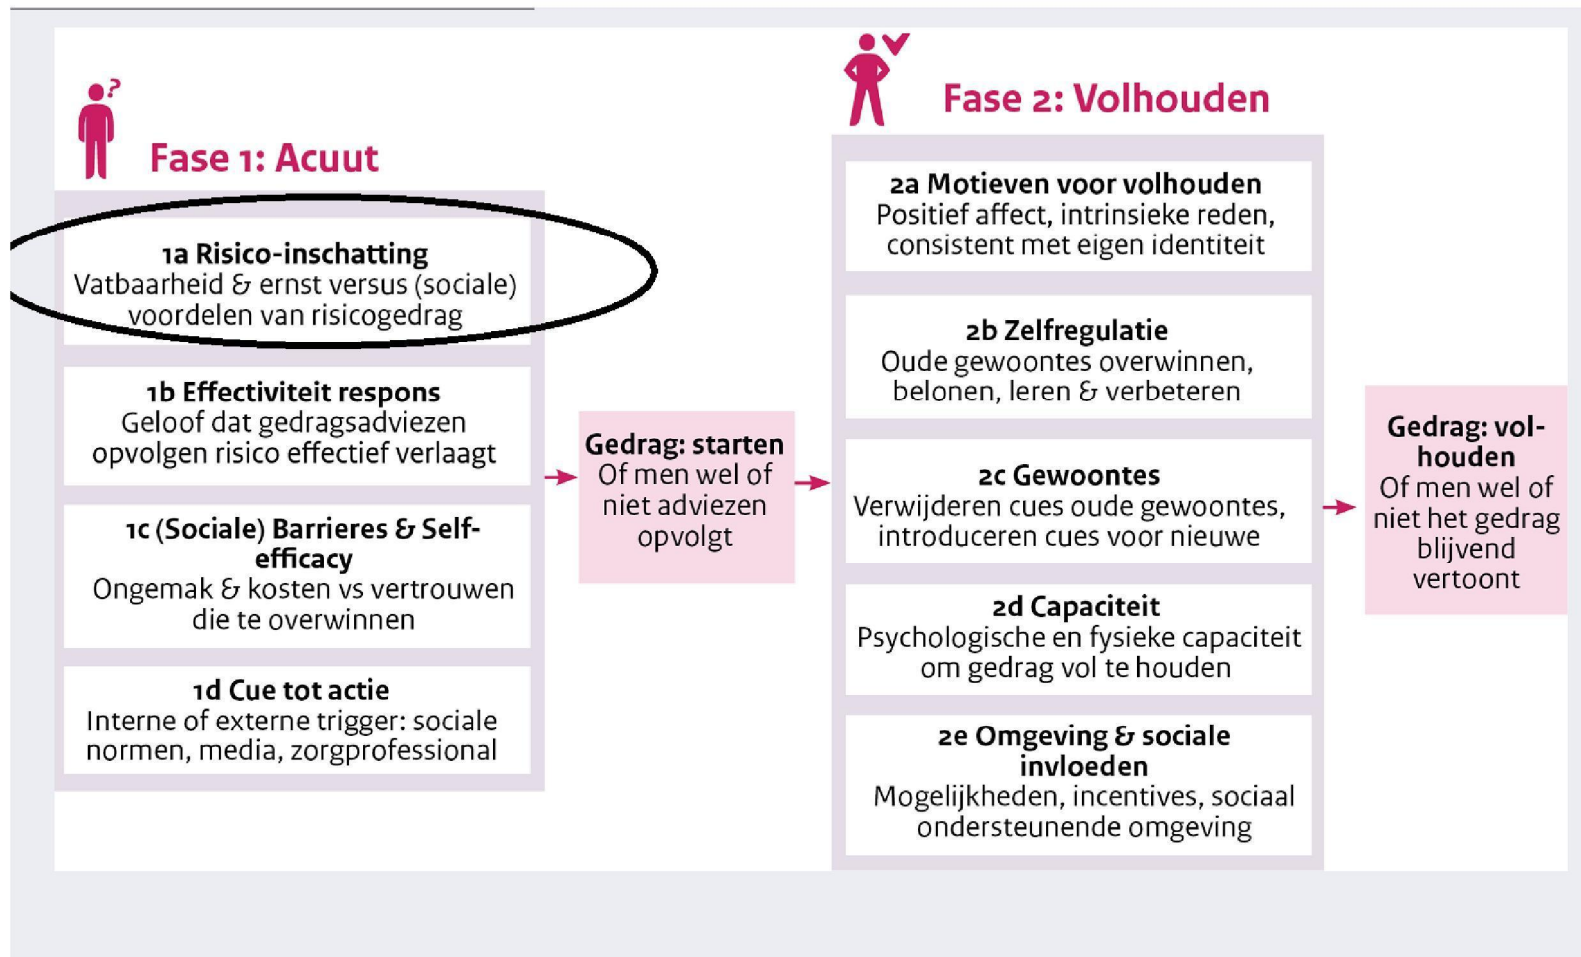 ?
Fase 1: Acuut
1a Risico-inschatting
Vatbaarheid & ernst versus (sociale)
voordelen van risicogedrag
1b Effectiviteit respons
Geloof dat gedragsadviezen
opvolgen risico effectief verlaagt
1c (Sociale) Barrieres & Self-
efficacy
Ongemak & kosten vs vertrouwen
die te overwinnen
1d Cue tot actie
Interne of externe trigger: sociale
normen, media, zorgprofessional
Gedrag: starten
Of men wel of
niet adviezen
opvolgt
Fase 2: Volhouden
2a Motieven voor volhouden
Positief affect, intrinsieke reden,
consistent met eigen identiteit
2b Zelfregulatie
Oude gewoontes overwinnen,
belonen, leren & verbeteren
2c Gewoontes
Verwijderen cues oude gewoontes,
introduceren cues voor nieuwe
2d Capaciteit
Psychologische en fysieke capaciteit
om gedrag vol te houden
2e Omgeving & sociale
invloeden
Mogelijkheden, incentives, sociaal
ondersteunende omgeving
Gedrag: vol-
houden
Of men wel of
niet het gedrag
blijvend
vertoont